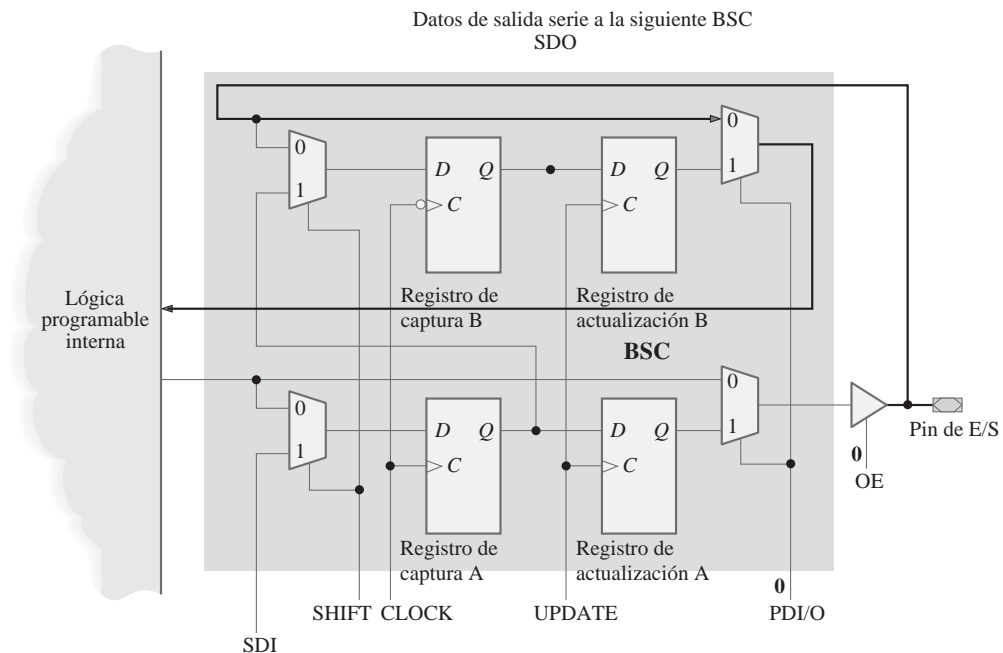 Datos de salida serie a la siguiente BSC
SDO
0
1
D Q
C
D Q
C
0
1
Lógica
programable
interna
Registro de
captura B
Registro de
actualización B
BSC
0
1
D Q
C
D Q
C
0
1
Pin de E/S
0
OE
Registro de
captura A
Registro de
actualización A
0
SHIFT CLOCK UPDATE PDI/O
SDI